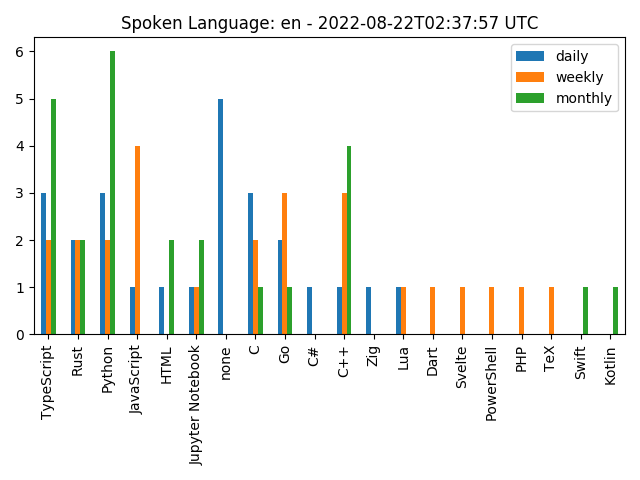 Spoken Language: en - 2022-08-22T02:37:57 UTC
daily
weekly
monthly
6
5
4
3
2
1
0
TypeScript
Rust
Python
JavaScript
HTML
Jupyter Notebook
none
C
Go
C#
C++
Zig
Lua
Dart
Svelte
PowerShell
PHP
TeX
Swift
Kotlin